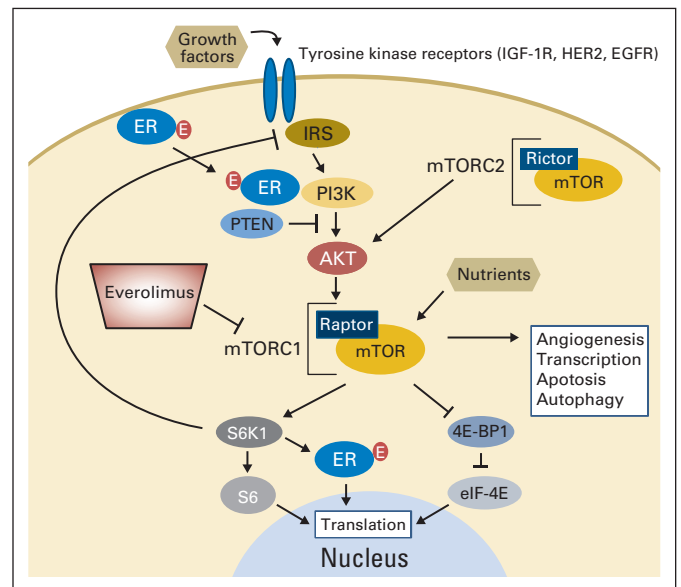 Growth
factors
Tyrosine kinase receptors (IGF-1R, HER2, EGFR)
ER
E
IRS
E
ER
PI3K
mTORC2
Rictor
mTOR
PTEN
AKT
Everolimus
Nutrients
mTORC1
Raptor
mTOR
Angiogenesis
Transcription
Apotosis
Autophagy
S6K1
4E-BP1
ER
E
S6
eIF-4E
Translation
Nucleus